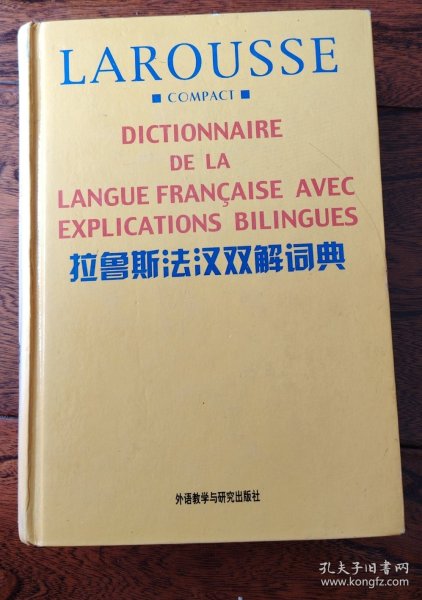 LAROUSSE
■ COMPACT ■
DICTIONNAIRE
DE LA
LANGUE FRANÇAISE AVEC
EXPLICATIONS BILINGUES
拉鲁斯法汉双解词典
外语教学与研究出版社
孔夫子旧书网
www.kongfz.com